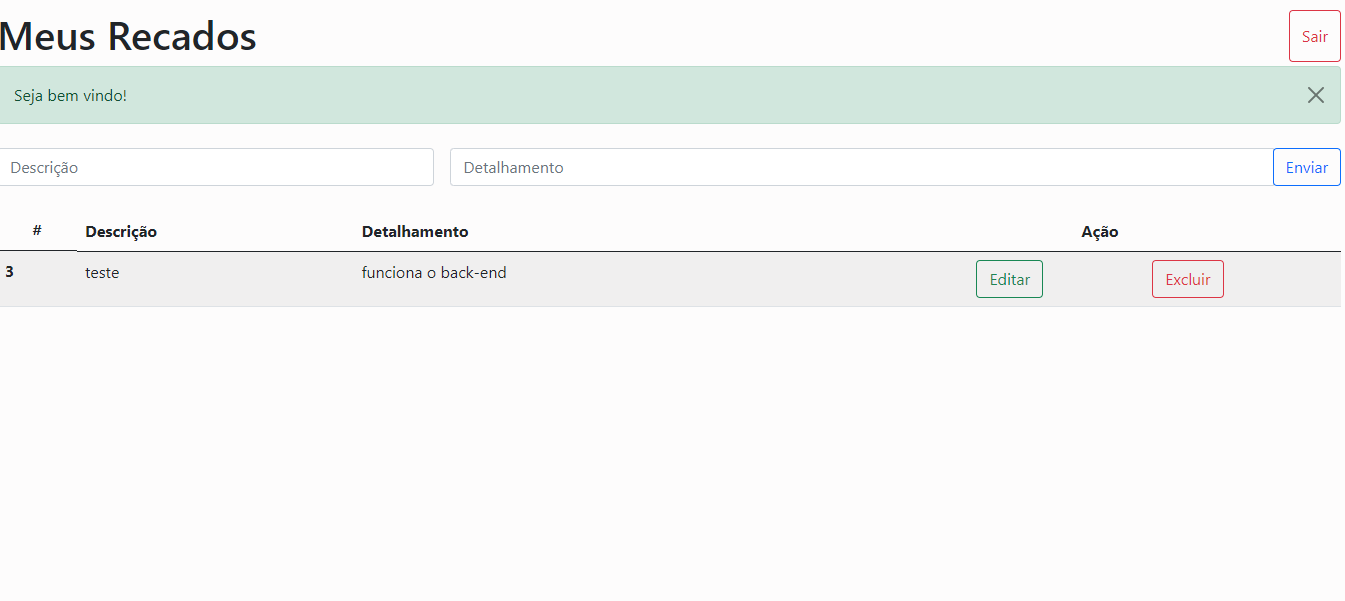 Meus Recados
Sair
Seja bem vindo!
Descrição
Detalhamento
Enviar
# Descrição Detalhamento Ação
3 teste funciona o back-end Editar Excluir